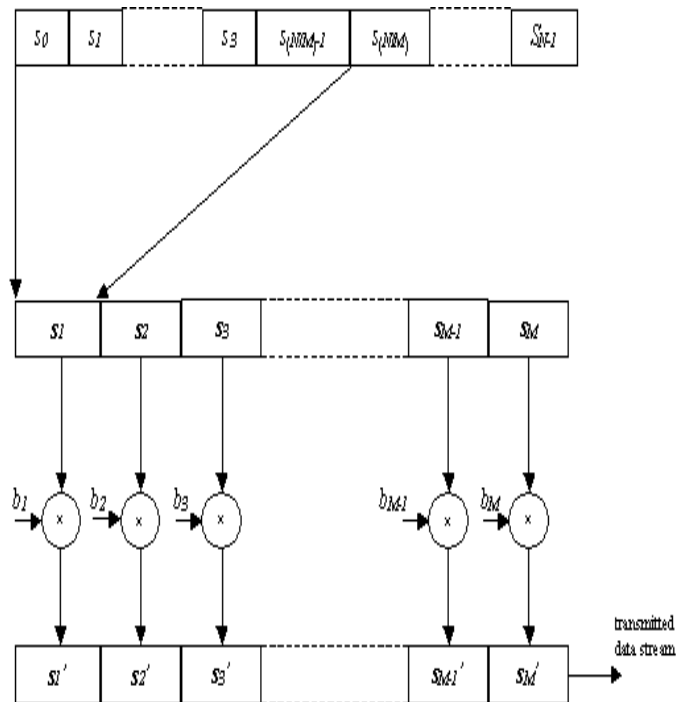 s0 s1 s3 s(N/M)-1 s(N/M) SN-1
s1 s2 s3 sM-1 sM
b1 b2 b3 bM-1 bM
x x x x x
transmitted
data stream
s1' s2' s3' sM-1' sM'